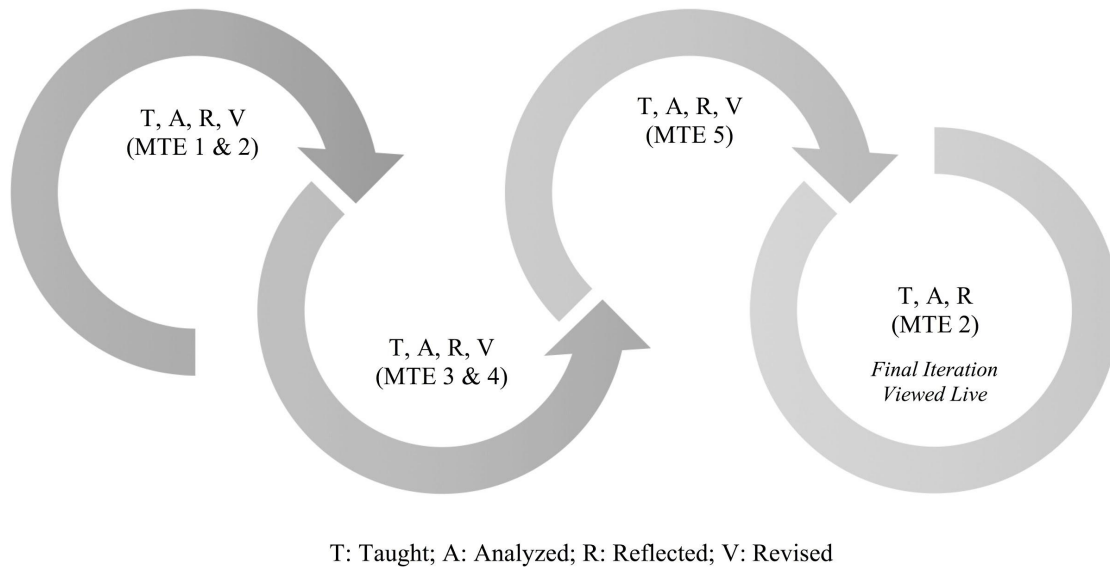 T, A, R, V
(MTE 1 & 2)
T, A, R, V
(MTE 3 & 4)
T, A, R, V
(MTE 5)
T, A, R
(MTE 2)
Final Iteration
Viewed Live
T: Taught; A: Analyzed; R: Reflected; V: Revised